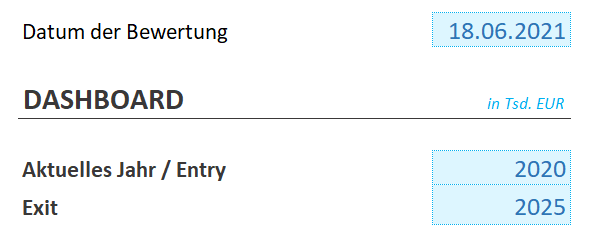 Datum der Bewertung 18.06.2021
DASHBOARD in Tsd. EUR
Aktuelles Jahr / Entry 2020
Exit 2025